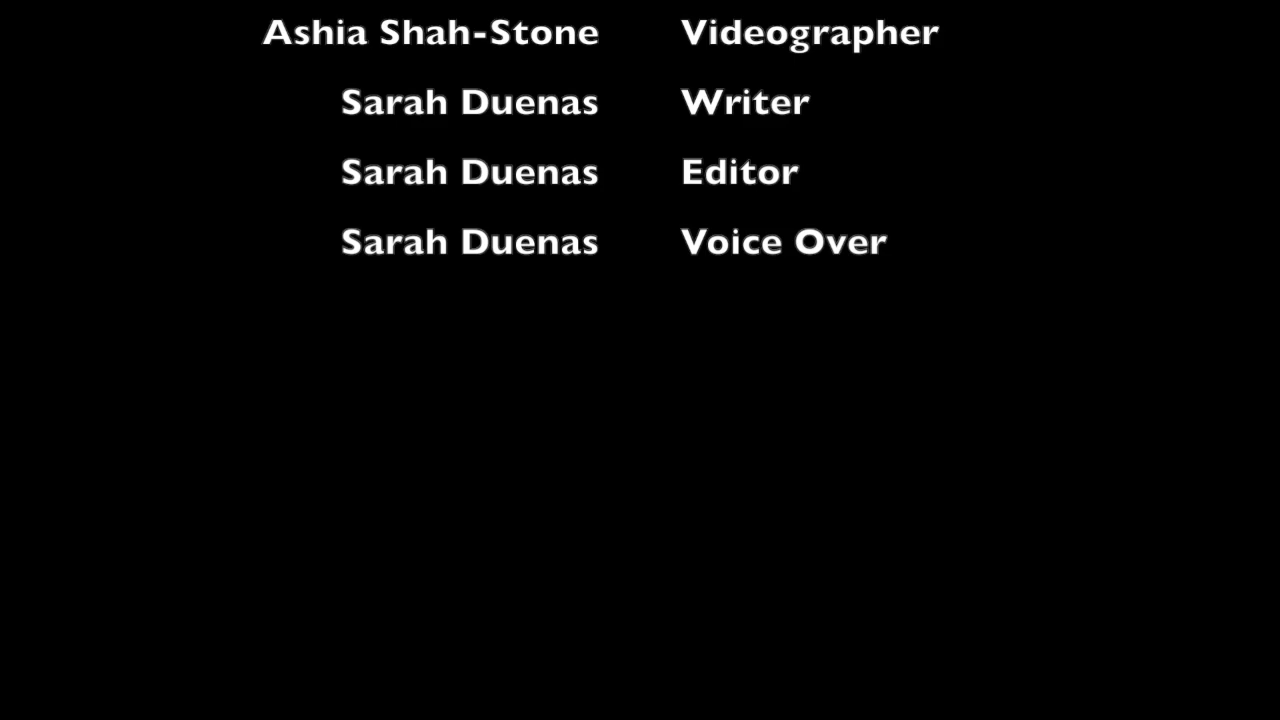 Ashia Shah-Stone Videographer
Sarah Duenas Writer
Sarah Duenas Editor
Sarah Duenas Voice Over